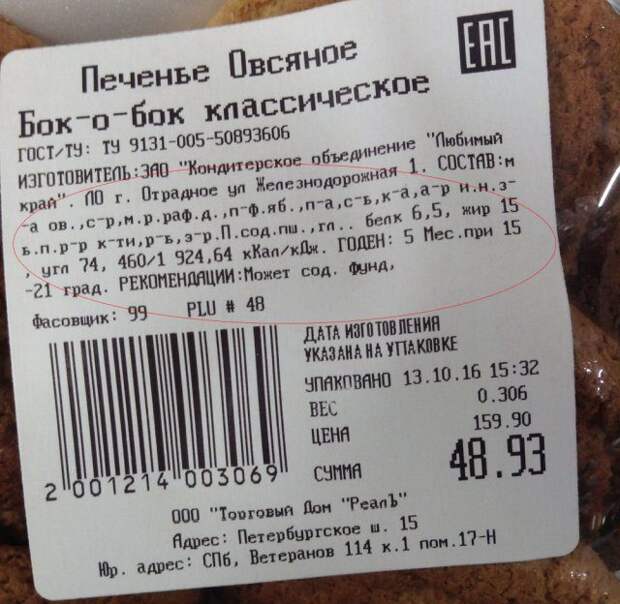 Печенье Овсяное
EAC
Бок-о-бок классическое
ГОСТ/ТУ: ТУ 9131-005-50893606
ИЗГОТОВИТЕЛЬ:ЗАО "Кондитерское объединение "Любимый
край". ЛО г. Отрадное ул Железнодорожная 1. СОСТАВ:м
-а ов.,с-р,м.р.раф.д.,п-ф.яб.,п-а,с-ъ,к-а,а-р и.н.з-
ь.п.р-р к-ти,р-ъ,э-р.П.сод.пш.,гл.. белк 6,5, жир 15
, угл 74, 460/1 924,64 кКал/кДж. ГОДЕН: 5 Мес.при 15
-21 град. РЕКОМЕНДАЦИИ:Может сод. фунд,
Фасовщик: 99 PLU # 48
ДАТА ИЗГОТОВЛЕНИЯ
УКАЗАНА НА УПАКОВКЕ
УПАКОВАНО 13.10.16 15:32
ВЕС 0.306
ЦЕНА 159.90
СУММА 48.93
2 001214 003069
ООО "Торговый Дом "РеалЪ"
Адрес: Петербургское ш. 15
Юр. адрес: СПб, Ветеранов 114 к.1 пом.17-Н